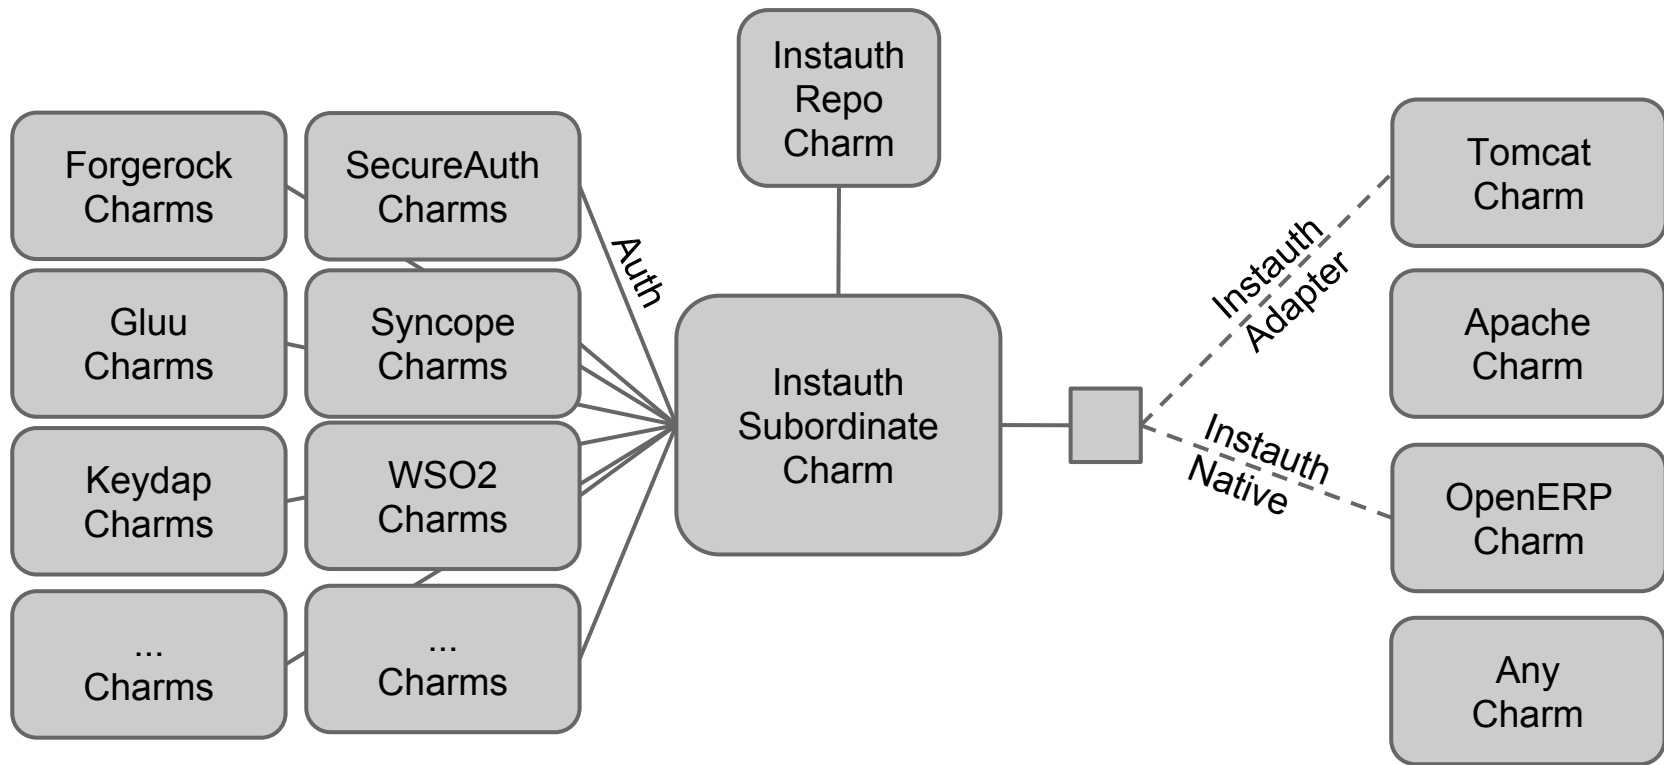 Instauth
Repo
Charm
Forgerock
Charms
SecureAuth
Charms
Auth
Gluu
Charms
Syncope
Charms
Keydap
Charms
WSO2
Charms
...
Charms
...
Charms
Instauth
Subordinate
Charm
Instauth
Adapter
Instauth
Native
Tomcat
Charm
Apache
Charm
OpenERP
Charm
Any
Charm